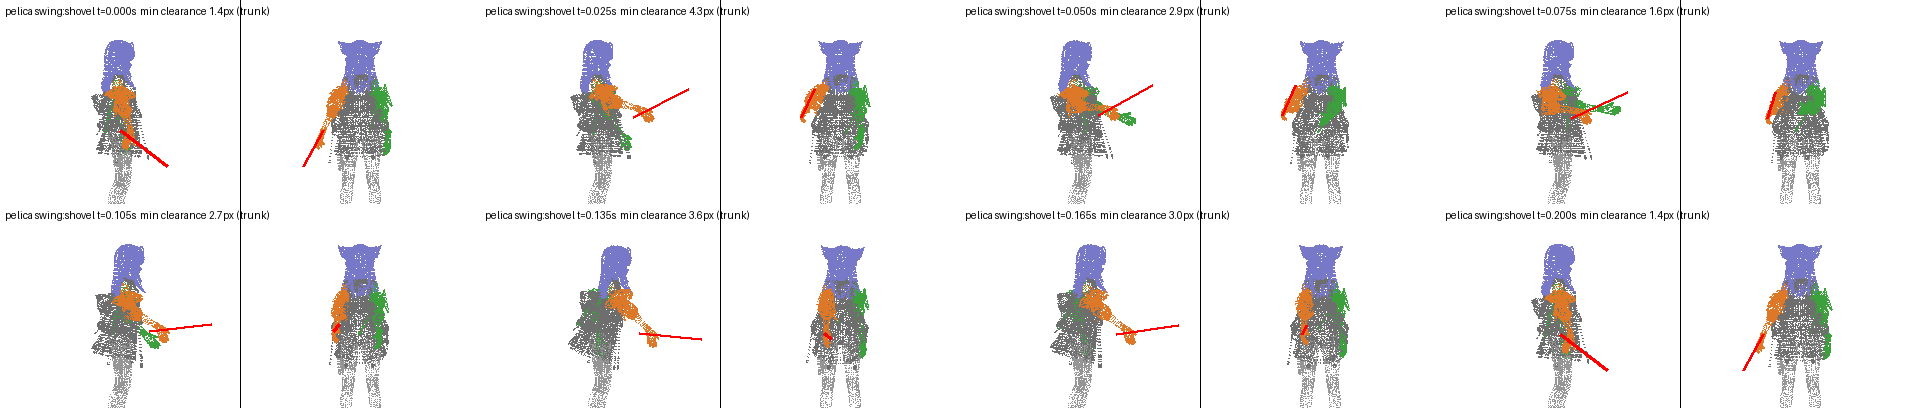 pelica swing:shovel t=0.000s min clearance 1.4px (trunk)
pelica swing:shovel t=0.025s min clearance 4.3px (trunk)
pelica swing:shovel t=0.050s min clearance 2.9px (trunk)
pelica swing:shovel t=0.075s min clearance 1.6px (trunk)
pelica swing:shovel t=0.105s min clearance 2.7px (trunk)
pelica swing:shovel t=0.135s min clearance 3.6px (trunk)
pelica swing:shovel t=0.165s min clearance 3.0px (trunk)
pelica swing:shovel t=0.200s min clearance 1.4px (trunk)